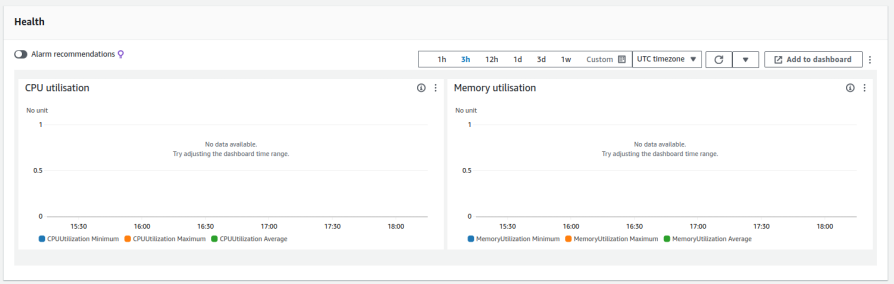 Health
Alarm recommendations
1h 3h 12h 1d 3d 1w Custom UTC timezone Add to dashboard
CPU utilisation
No unit
1
No data available.
Try adjusting the dashboard time range.
0.5
0
15:30 16:00 16:30 17:00 17:30 18:00
CPUUtilization Minimum CPUUtilization Maximum CPUUtilization Average
Memory utilisation
No unit
1
No data available.
Try adjusting the dashboard time range.
0.5
0
15:30 16:00 16:30 17:00 17:30 18:00
MemoryUtilization Minimum MemoryUtilization Maximum MemoryUtilization Average